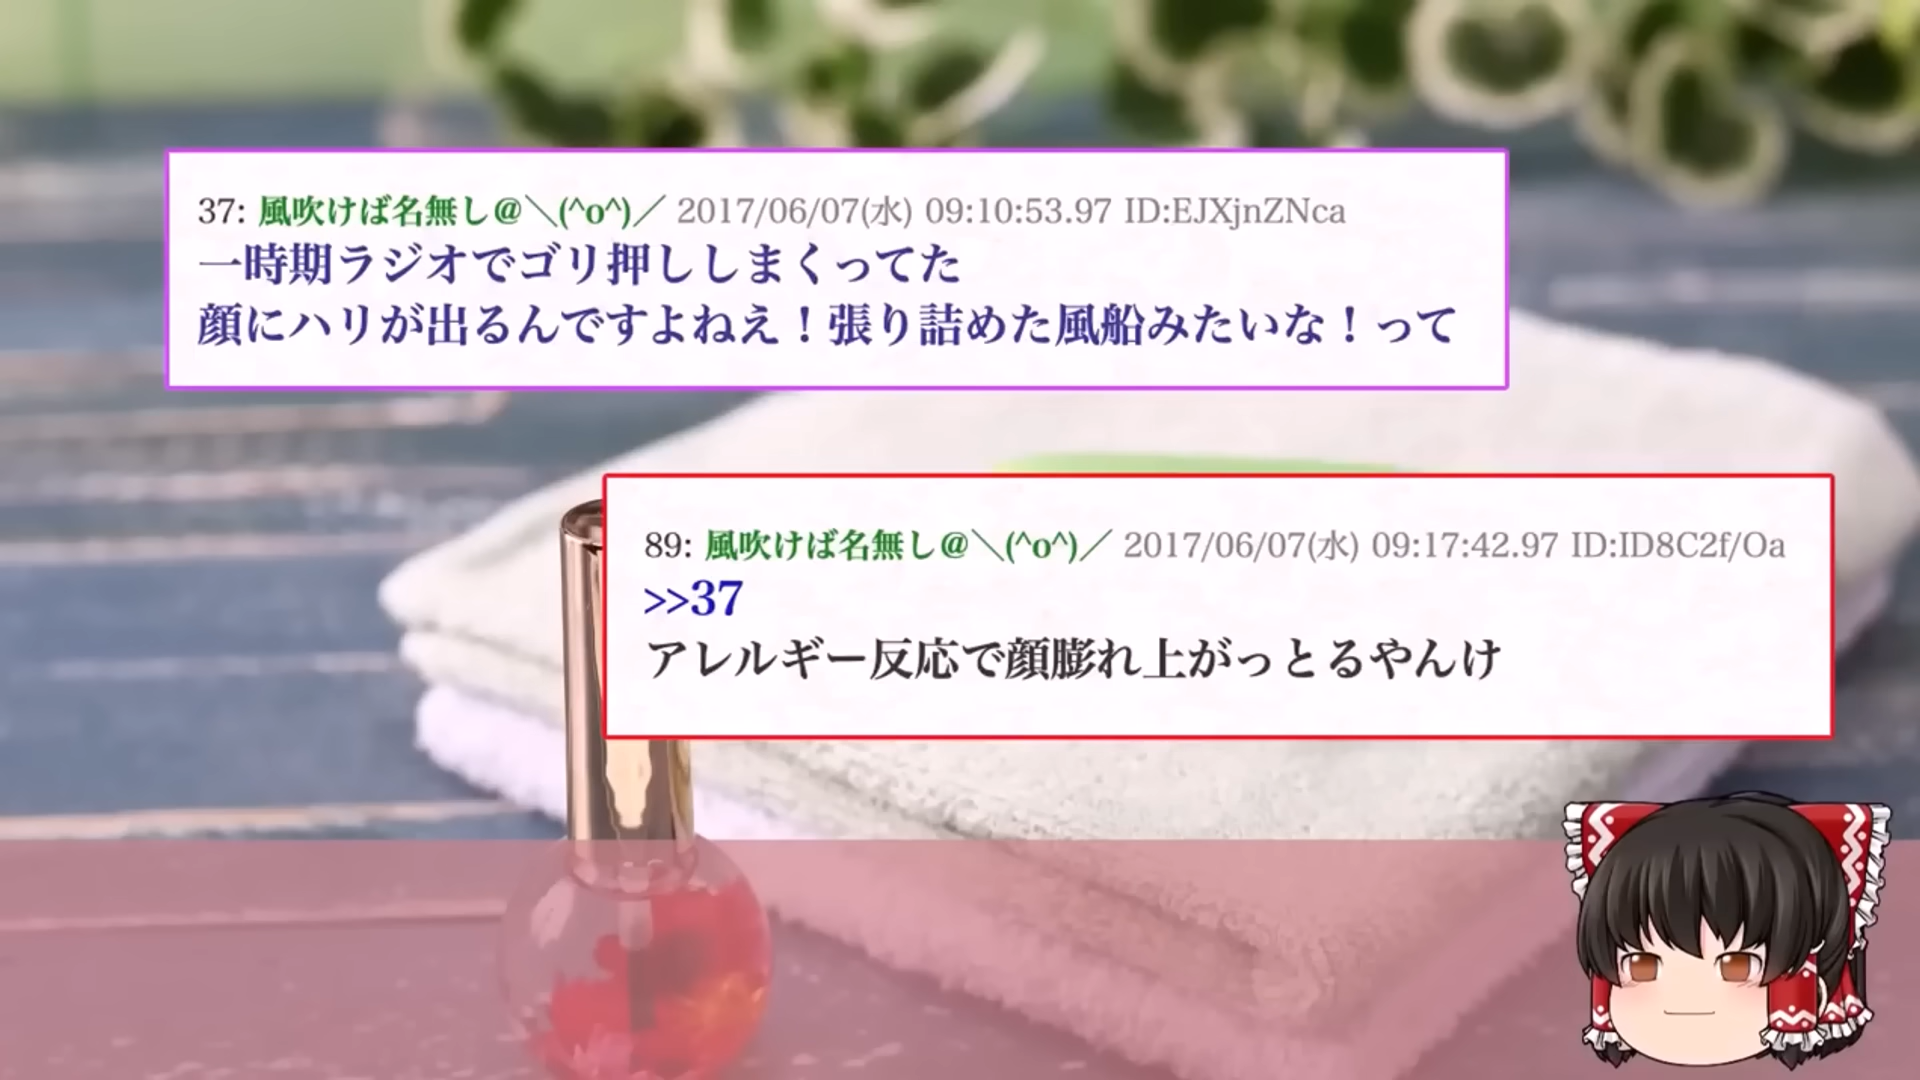 37: 風吹けば名無し＠＼(^o^)／ 2017/06/07(水) 09:10:53.97 ID:EJXjnZNca
一時期ラジオでゴリ押ししまくってた
顔にハリが出るんですよねえ！張り詰めた風船みたいな！って
89: 風吹けば名無し＠＼(^o^)／ 2017/06/07(水) 09:17:42.97 ID:ID8C2f/Oa
>>37
アレルギー反応で顔膨れ上がっとるやんけ